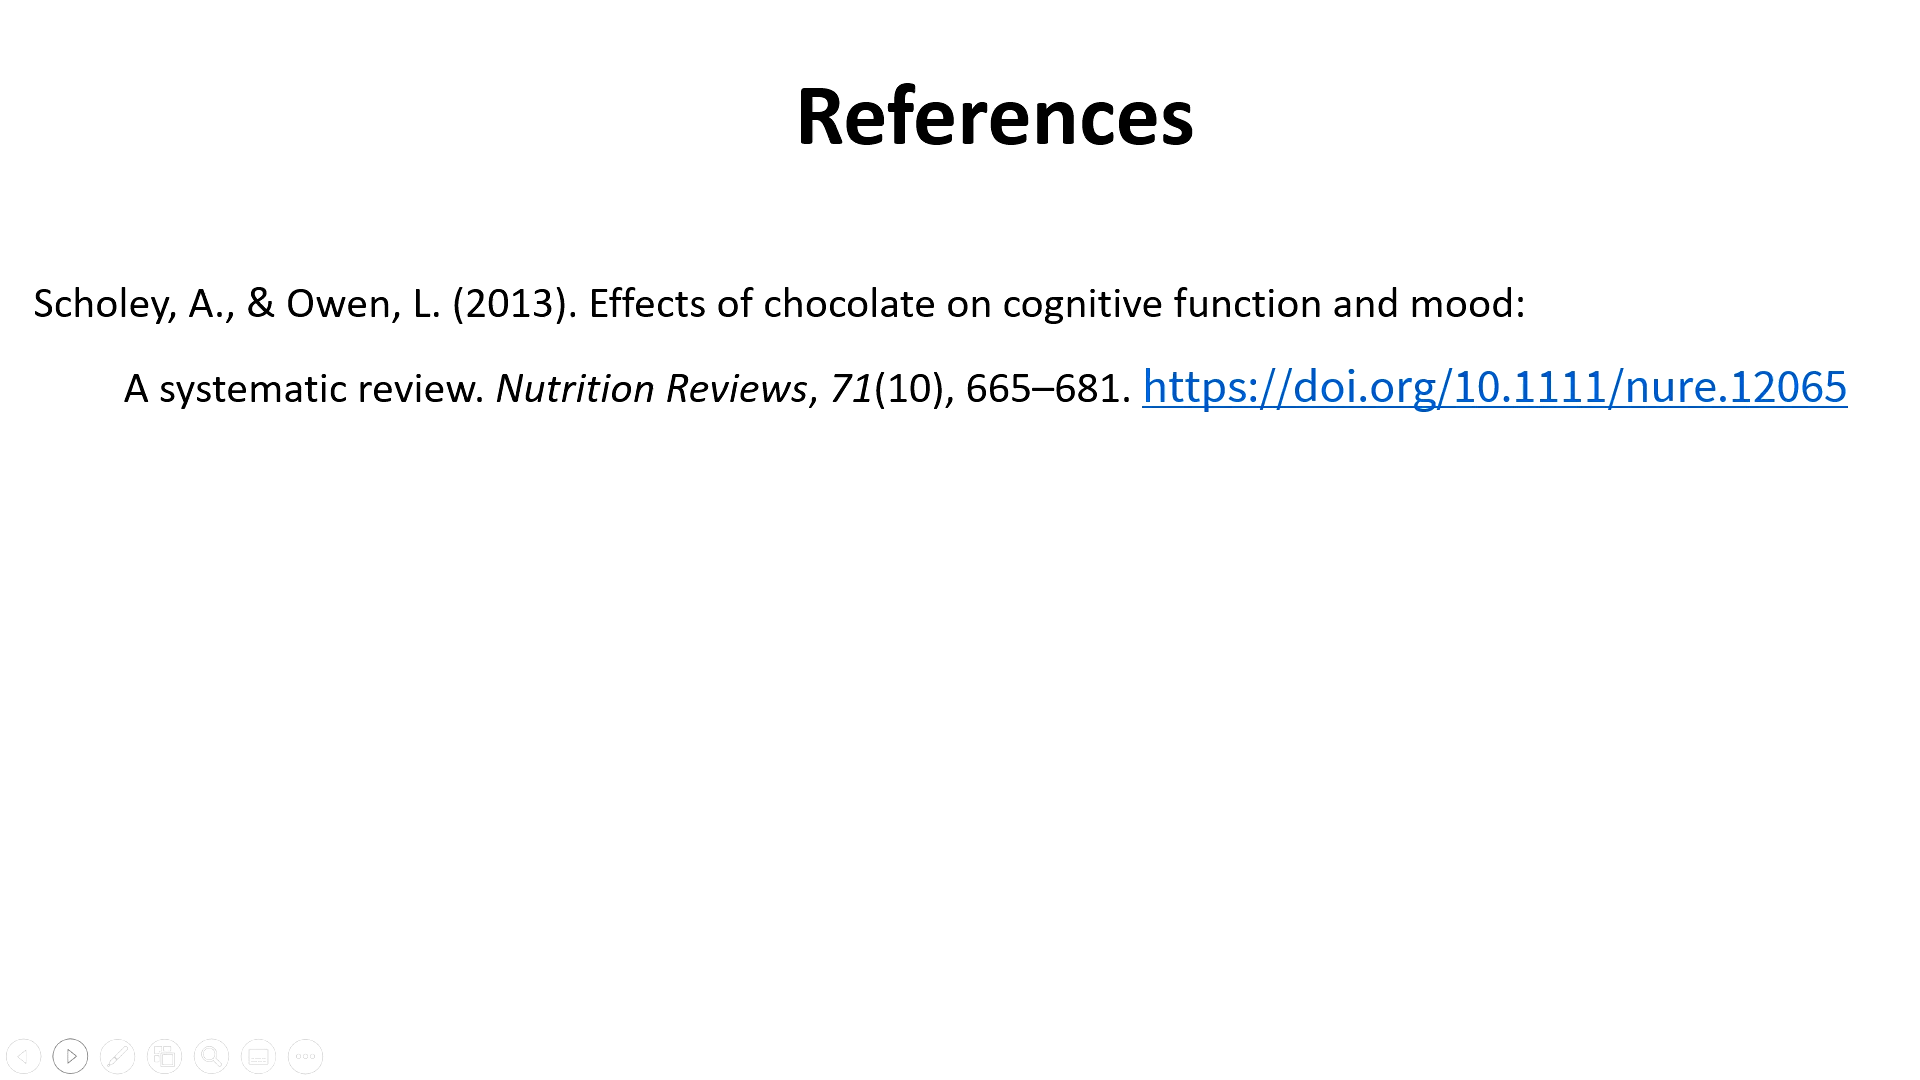 References
Scholey, A., & Owen, L. (2013). Effects of chocolate on cognitive function and mood:
A systematic review. Nutrition Reviews, 71(10), 665–681. https://doi.org/10.1111/nure.12065